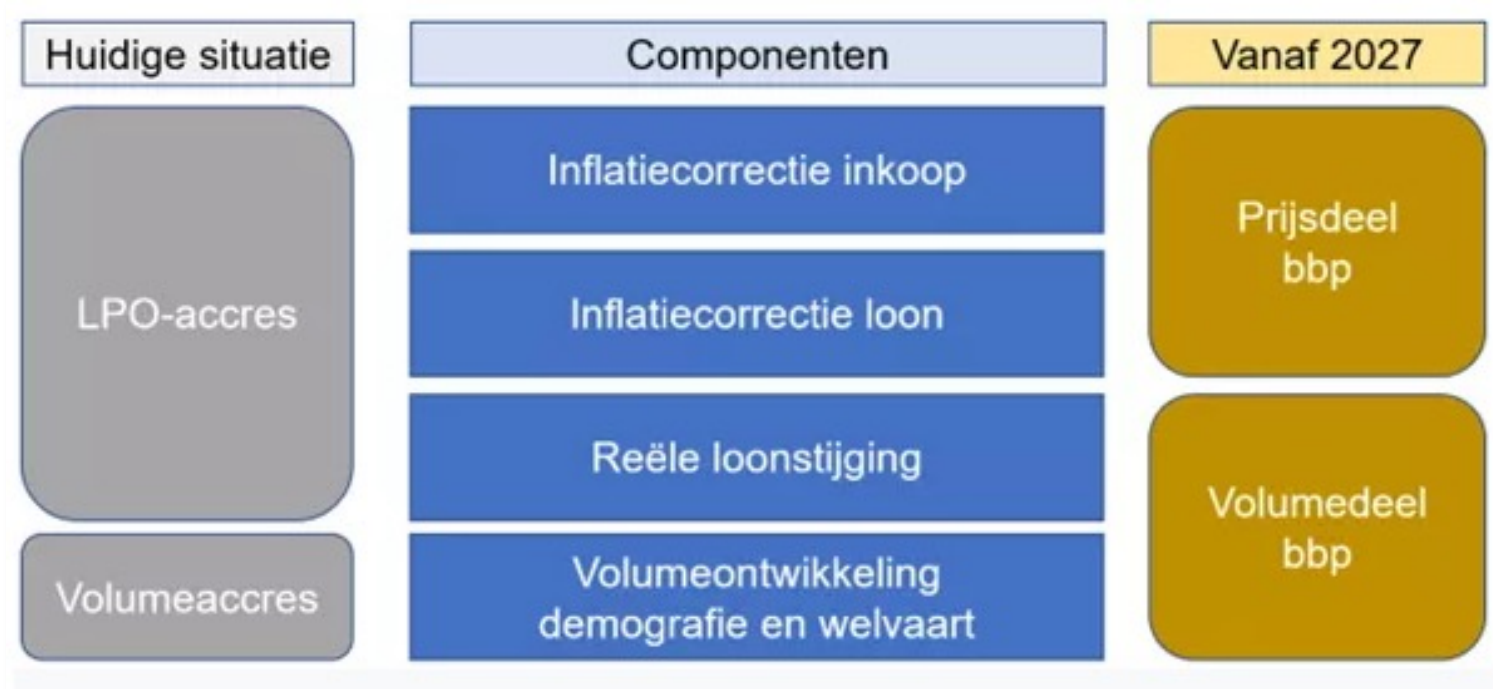 Huidige situatie
Componenten
Vanaf 2027
LPO-accres
Volumeaccres
Inflatiecorrectie inkoop
Inflatiecorrectie loon
Reële loonstijging
Volumeontwikkeling
demografie en welvaart
Prijsdeel
bbp
Volumedeel
bbp